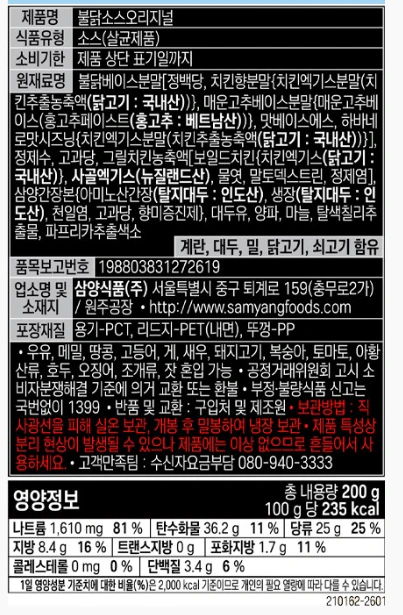 제품명 불닭소스오리지널
식품유형 소스(살균제품)
소비기한 제품 상단 표기일까지
원재료명 불닭베이스분말[정백당, 치킨향분말{치킨엑기스분말(치
킨추출농축액(닭고기 : 국내산))}, 매운고추베이스분말{매운고추베
이스(홍고추페이스트(홍고추 : 베트남산))}, 맛베이스에스, 하바네
로맛시즈닝{치킨엑기스분말(치킨추출농축액(닭고기 : 국내산))}],
정제수, 고과당, 그릴치킨농축액[보일드치킨{치킨엑기스(닭고기 :
국내산)}, 사골엑기스(뉴질랜드산), 물엿, 말토덱스트린, 정제염],
삼양간장본{아미노산간장(탈지대두 : 인도산), 생장(탈지대두 : 인
도산), 천일염, 고과당, 향미증진제}, 대두유, 양파, 마늘, 탈색칠리추
출물, 파프리카추출색소
계란, 대두, 밀, 닭고기, 쇠고기 함유
품목보고번호 198803831272619
업소명 및 소재지 삼양식품(주) 서울특별시 중구 퇴계로 159(충무로2가)
/ 원주공장 • http://www.samyangfoods.com
포장재질 용기-PCT, 리드지-PET(내면), 뚜껑-PP
• 우유, 메밀, 땅콩, 고등어, 게, 새우, 돼지고기, 복숭아, 토마토, 아황
산류, 호두, 오징어, 조개류, 잣 혼입 가능 • 공정거래위원회 고시 소
비자분쟁해결 기준에 의거 교환 또는 환불 • 부정·불량식품 신고는
국번없이 1399 • 반품 및 교환 : 구입처 및 제조원 • 보관방법 : 직
사광선을 피해 실온 보관, 개봉 후 밀봉하여 냉장 보관 • 제품 특성상
분리 현상이 발생될 수 있으나 제품에는 이상 없으므로 흔들어서 사
용하세요. • 고객만족팀 : 수신자요금부담 080-940-3333
영양정보 총 내용량 200 g
100 g 당 235 kcal
나트륨 1,610 mg 81 % 탄수화물 36.2 g 11 % 당류 25 g 25 %
지방 8.4 g 16 % 트랜스지방 0 g 포화지방 1.7 g 11 %
콜레스테롤 0 mg 0 % 단백질 3.4 g 6 %
1일 영양성분 기준치에 대한 비율(%)은 2,000 kcal 기준이므로 개인의 필요 열량에 따라 다를 수 있습니다.
210162-2601